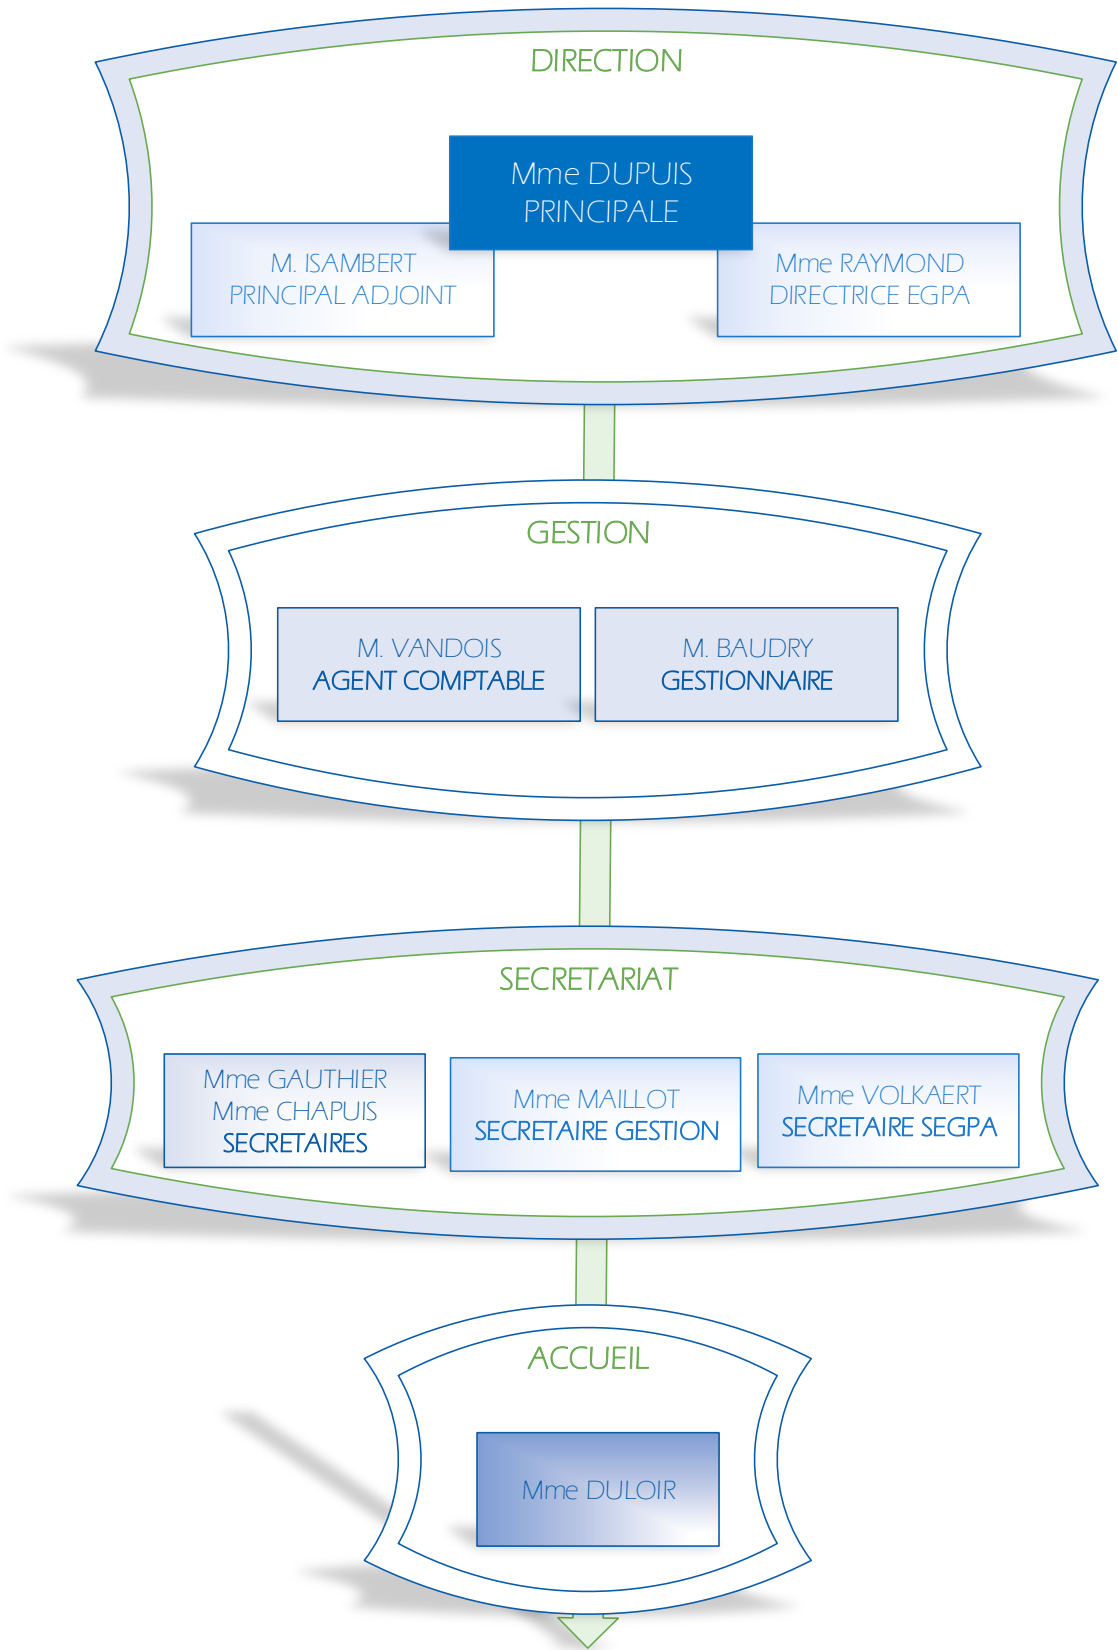 DIRECTION
Mme DUPUIS
PRINCIPALE
M. ISAMBERT
PRINCIPAL ADJOINT
Mme RAYMOND
DIRECTRICE EGPA
GESTION
M. VANDOIS
AGENT COMPTABLE
M. BAUDRY
GESTIONNAIRE
SECRETARIAT
Mme GAUTHIER
Mme CHAPUIS
SECRETAIRES
Mme MAILLOT
SECRETAIRE GESTION
Mme VOLKAERT
SECRETAIRE SEGPA
ACCUEIL
Mme DULOIR